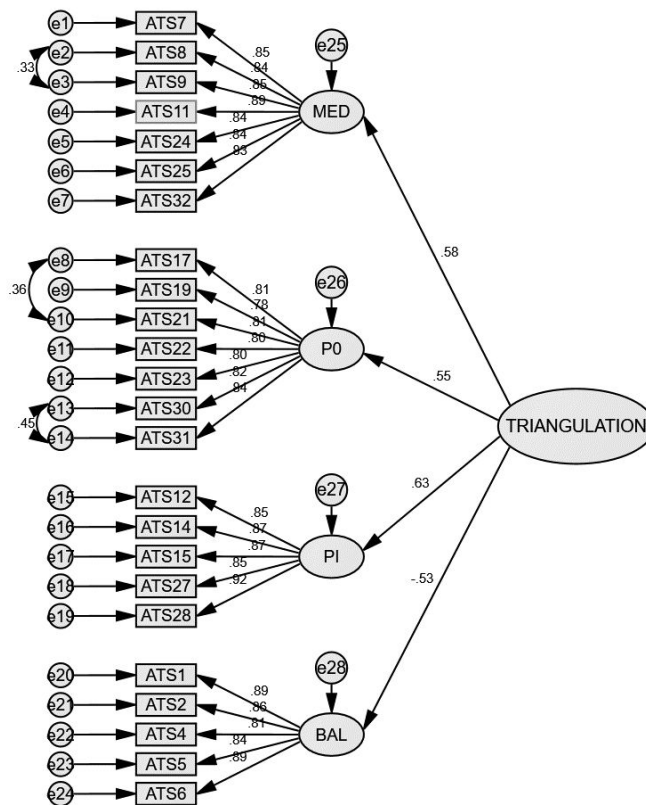 e1 ATS7
e2 ATS8
e3 ATS9
e4 ATS11
e5 ATS24
e6 ATS25
e7 ATS32
.33
.85
.84
.85
.89
.84
.84
.83
e25
MED
.58
e8 ATS17
e9 ATS19
e10 ATS21
e11 ATS22
e12 ATS23
e13 ATS30
e14 ATS31
.36
.45
.81
.78
.81
.80
.80
.82
.84
e26
P0
.55
TRIANGULATION
e15 ATS12
e16 ATS14
e17 ATS15
e18 ATS27
e19 ATS28
.85
.87
.87
.85
.92
e27
PI
.63
e20 ATS1
e21 ATS2
e22 ATS4
e23 ATS5
e24 ATS6
.89
.86
.81
.84
.89
e28
BAL
-.53